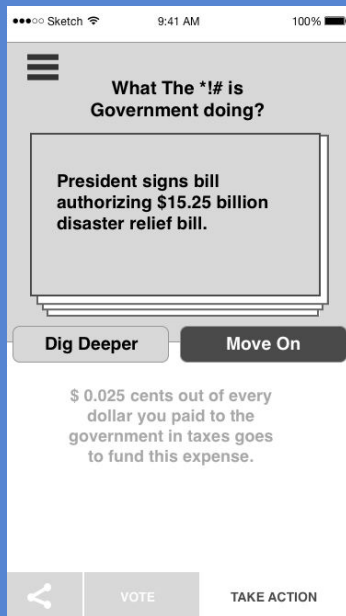 ●●●○○ Sketch 9:41 AM 100%
What The *!# is
Government doing?
President signs bill
authorizing $15.25 billion
disaster relief bill.
Dig Deeper Move On
$ 0.025 cents out of every
dollar you paid to the
government in taxes goes
to fund this expense.
VOTE TAKE ACTION